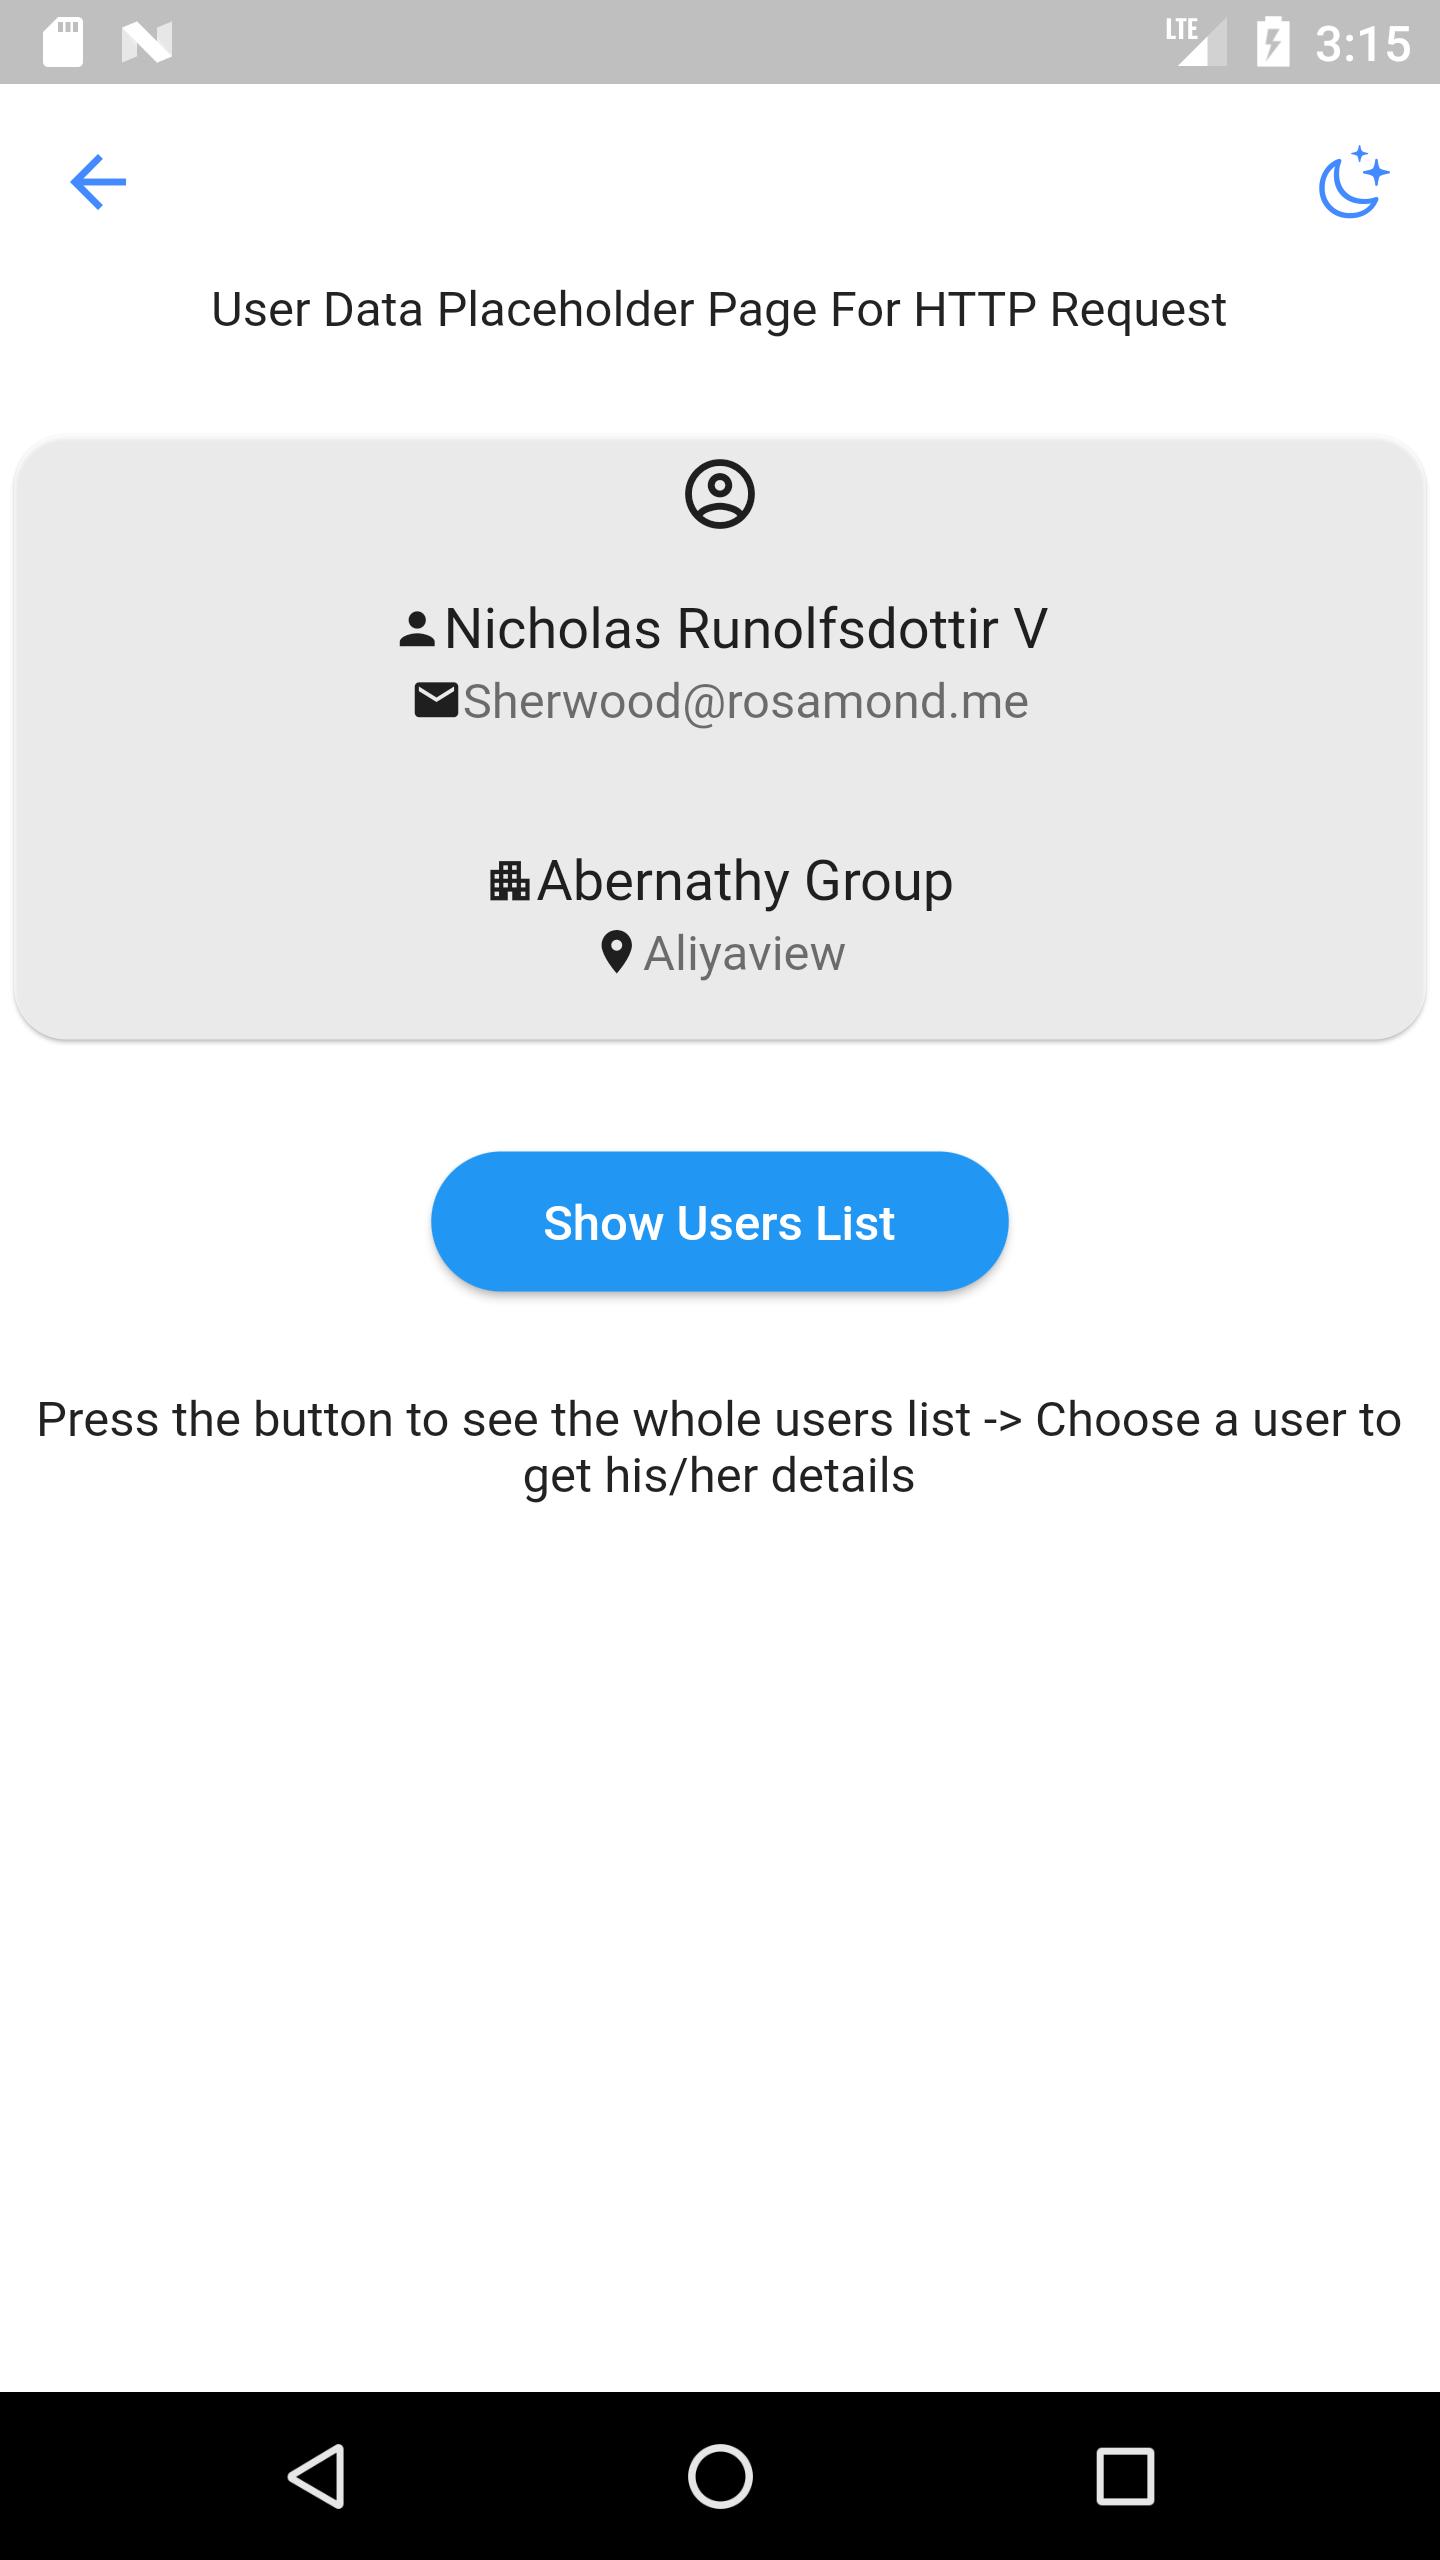 LTE 3:15
User Data Placeholder Page For HTTP Request
Nicholas Runolfsdottir V
Sherwood@rosamond.me
Abernathy Group
Aliyaview
Show Users List
Press the button to see the whole users list -> Choose a user to
get his/her details